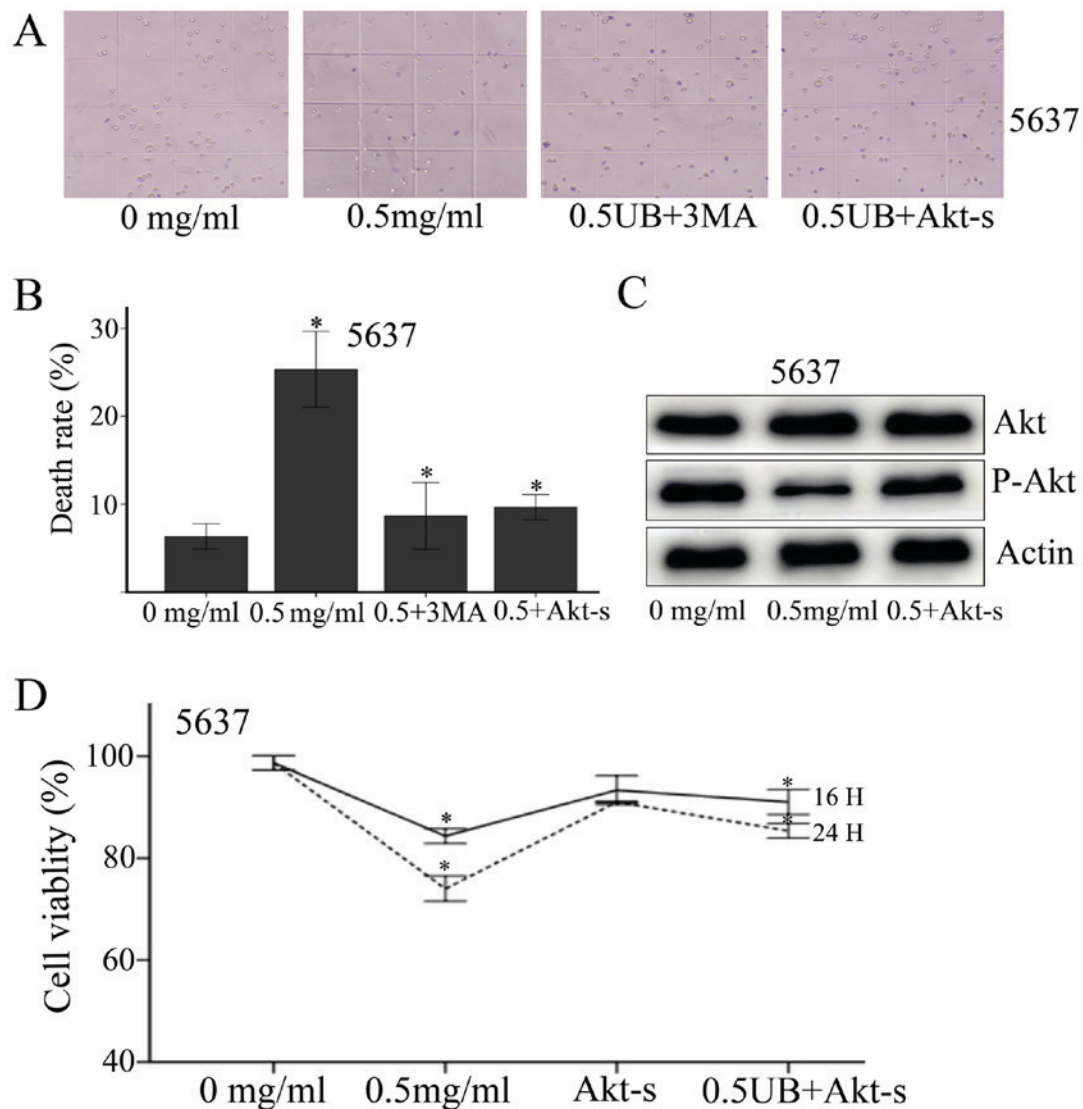 A
5637
0 mg/ml 0.5mg/ml 0.5UB+3MA 0.5UB+Akt-s
B
5637
Death rate (%)
30
20
10
* * *
0 mg/ml 0.5 mg/ml 0.5+3MA 0.5+Akt-s
C
5637
Akt
P-Akt
Actin
0 mg/ml 0.5mg/ml 0.5+Akt-s
D
5637
Cell viablity (%)
100
80
60
40
* *
* *
16 H
24 H
0 mg/ml 0.5mg/ml Akt-s 0.5UB+Akt-s